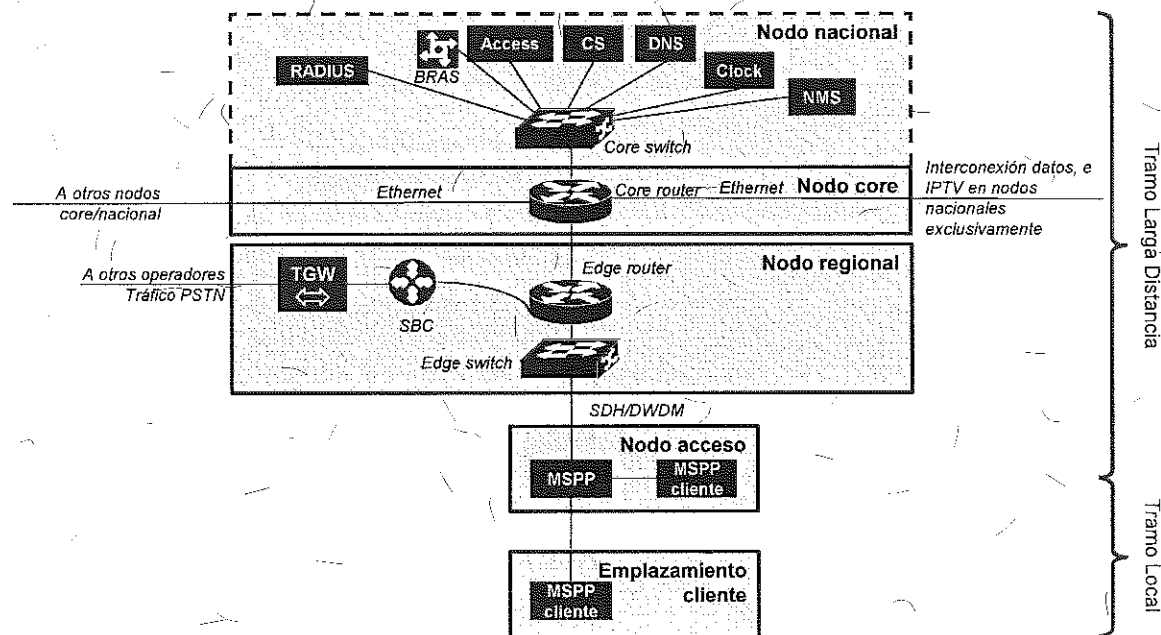 Nodo nacional
Access
CS
DNS
BRAS
RADIUS
Clock
NMS
Core switch
A otros nodos
core/nacional
Ethernet
Core router
Ethernet
Nodo core
Interconexión datos, e
IPTV en nodos
nacionales
exclusivamente
A otros operadores
Tráfico PSTN
TGW
SBC
Edge router
Nodo regional
Edge switch
SDH/DWDM
Nodo acceso
MSPP
MSPP
cliente
Emplazamiento
cliente
MSPP
cliente
Tramo Larga Distancia
Tramo Local